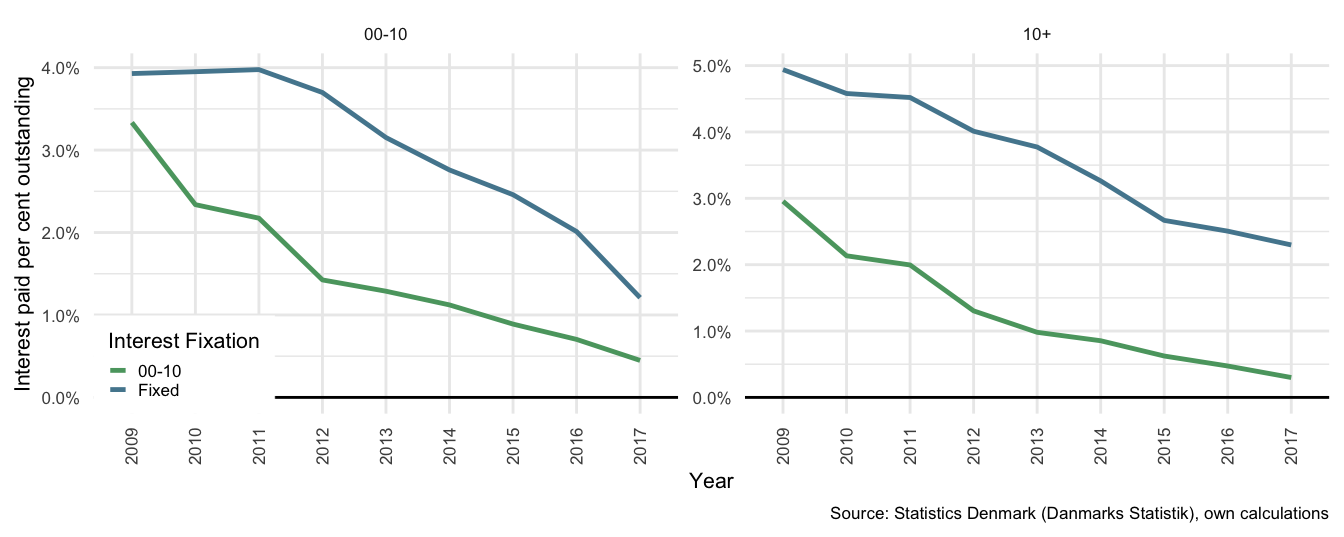 00-10
10+
Interest paid per cent outstanding
4.0%
3.0%
2.0%
1.0%
0.0%
5.0%
4.0%
3.0%
2.0%
1.0%
0.0%
Interest Fixation
00-10
Fixed
2009 2010 2011 2012 2013 2014 2015 2016 2017
2009 2010 2011 2012 2013 2014 2015 2016 2017
Year
Source: Statistics Denmark (Danmarks Statistik), own calculations